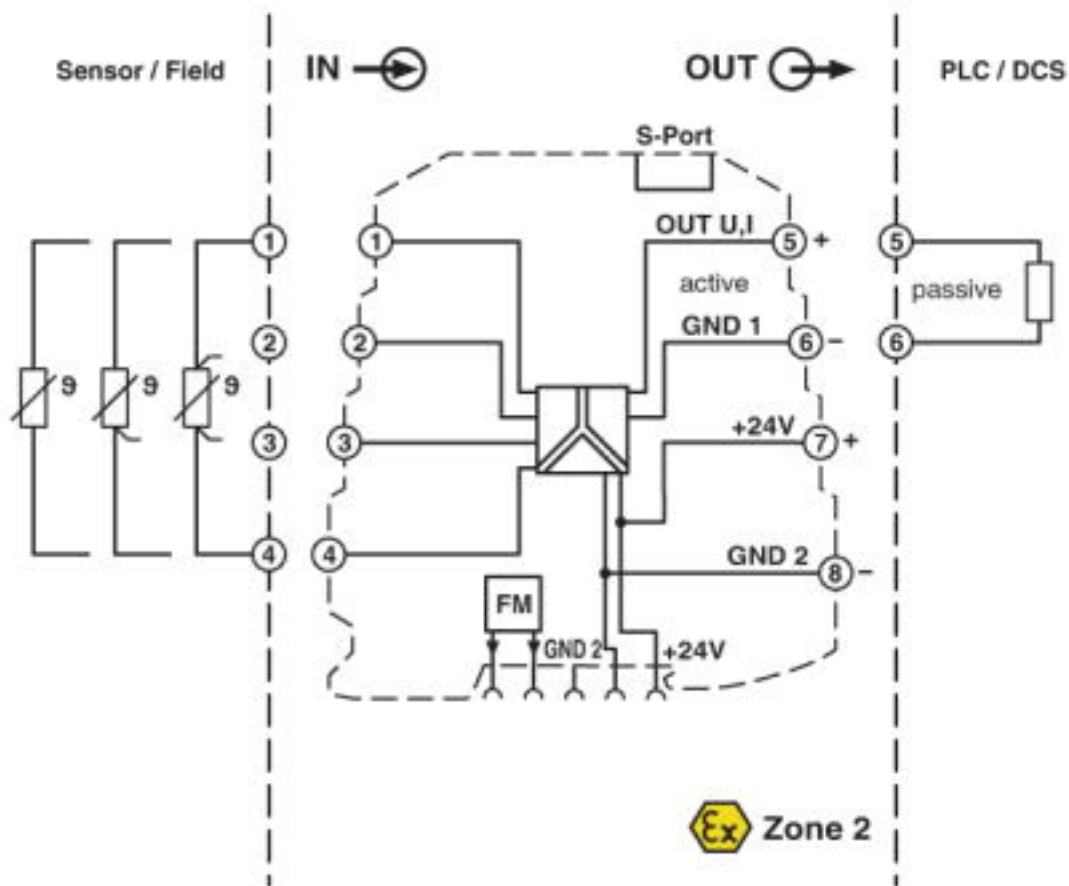 Sensor / Field
IN
OUT
PLC / DCS
S-Port
1
1
OUT U,I
5
+
5
active
passive
2
2
GND 1
6
−
6
ϑ
ϑ
ϑ
3
3
+24V
7
+
4
4
GND 2
8
−
FM
GND 2
+24V
Ex
Zone 2